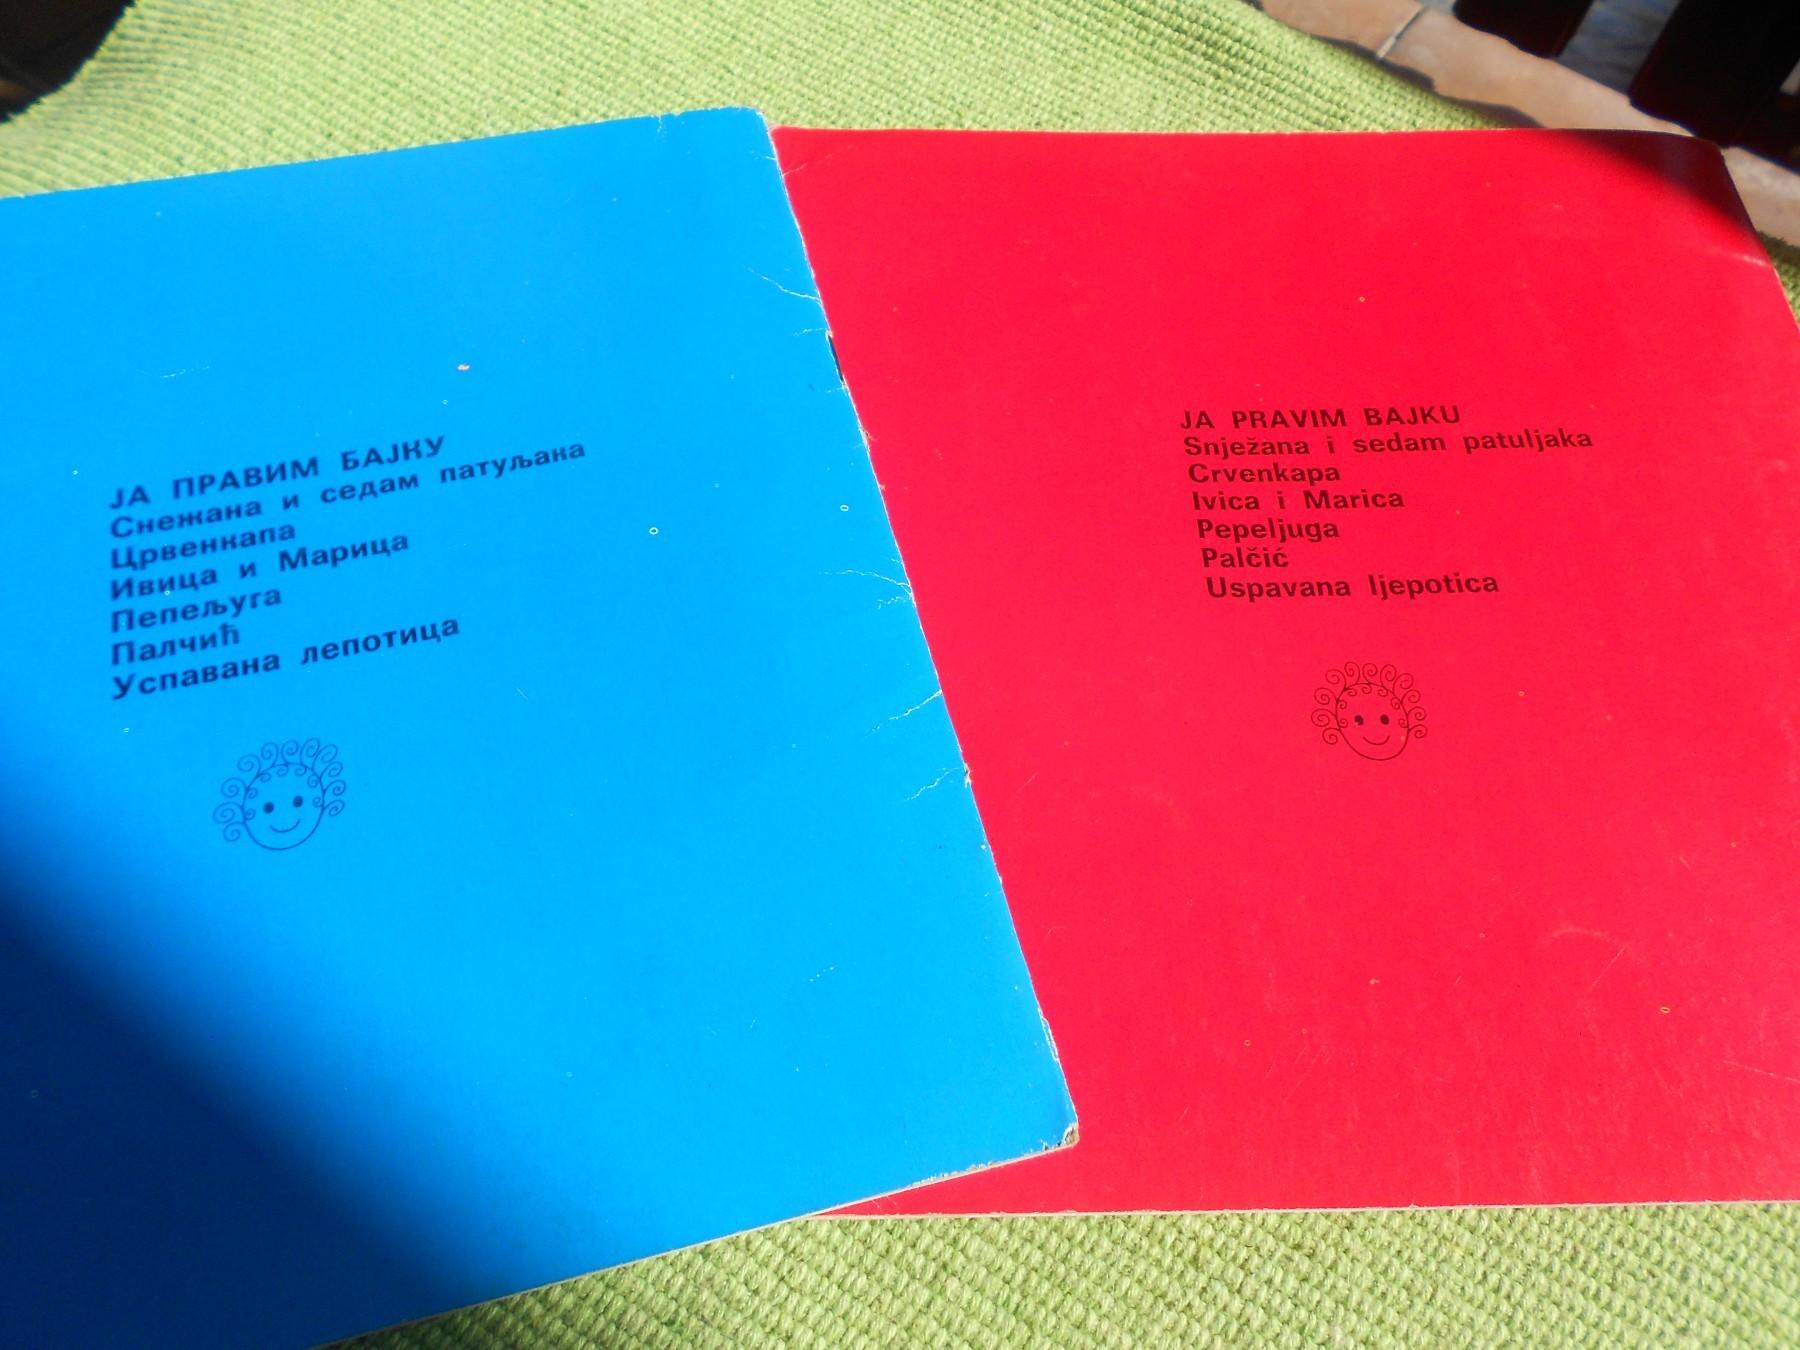 ЈА ПРАВИМ БАЈКУ
Снежана и седам патуљака
Црвенкапа
Ивица и Марица
Пепељуга
Палчић
Успавана лепотица
JA PRAVIM BAJKU
Snježana i sedam patuljaka
Crvenkapa
Ivica i Marica
Pepeljuga
Palčić
Uspavana ljepotica